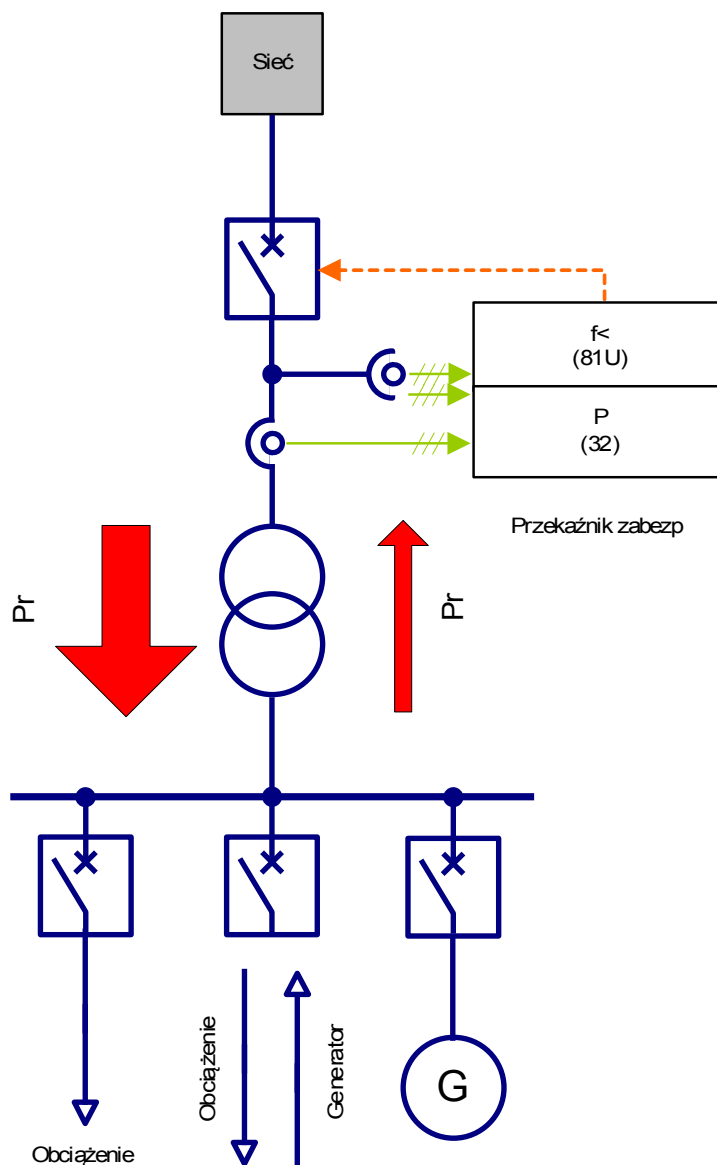 Sieć
f<
(81U)
P
(32)
Przekaźnik zabezp
Pr
Pr
Obciążenie
Generator
G
Obciążenie